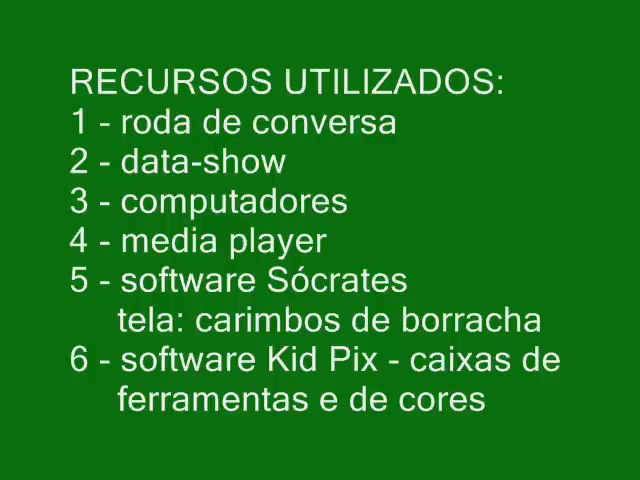 RECURSOS UTILIZADOS:
1 - roda de conversa
2 - data-show
3 - computadores
4 - media player
5 - software Sócrates
tela: carimbos de borracha
6 - software Kid Pix - caixas de
ferramentas e de cores